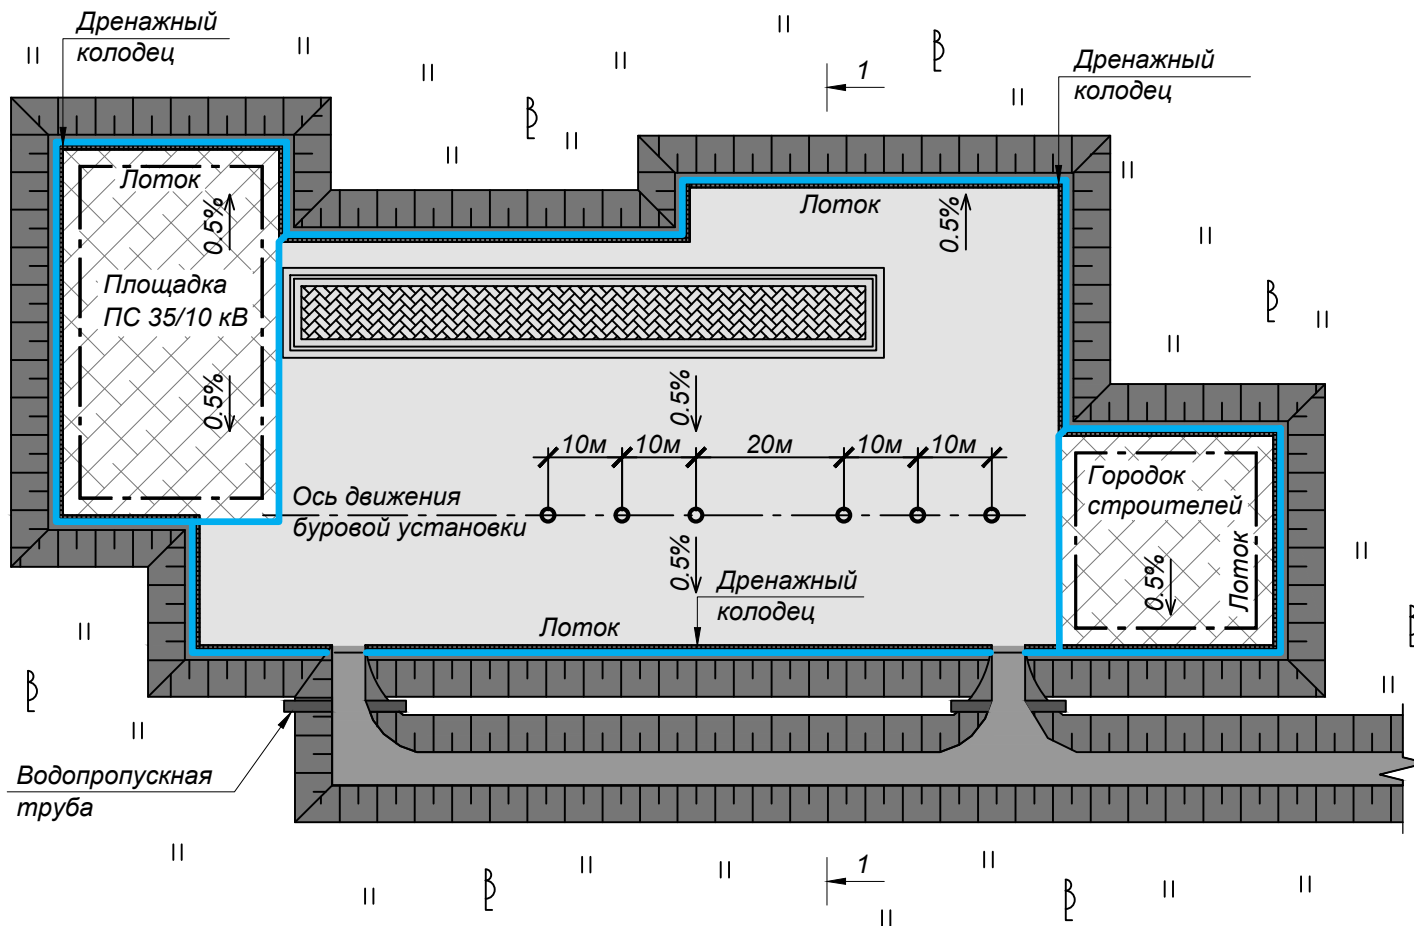 Дренажный
колодец
1
Дренажный
колодец
Лоток
0.5%
Лоток
0.5%
Площадка
ПС 35/10 кВ
0.5%
0.5%
10м
10м
20м
10м
10м
Ось движения
буровой установки
Городок
строителей
0.5%
Дренажный
колодец
0.5%
Лоток
Лоток
Водопропускная
труба
1